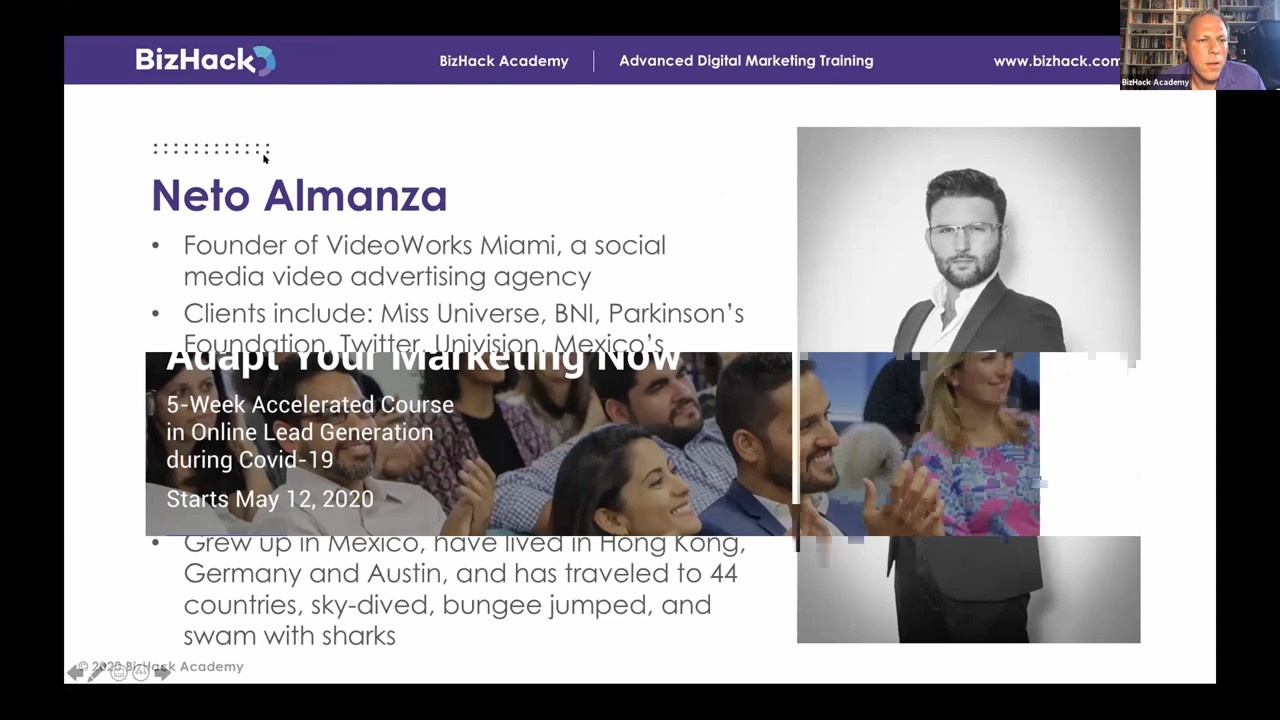 BizHack
BizHack Academy
Advanced Digital Marketing Training
www.bizhack.com
BizHack Academy
Neto Almanza
• Founder of VideoWorks Miami, a social
media video advertising agency
• Clients include: Miss Universe, BNI, Parkinson’s
Foundation, Twitter, Univision, Mexico’s
Adapt Your Marketing Now
5-Week Accelerated Course
in Online Lead Generation
during Covid-19
Starts May 12, 2020
• Grew up in Mexico, have lived in Hong Kong,
Germany and Austin, and has traveled to 44
countries, sky-dived, bungee jumped, and
swam with sharks
© 2020 BizHack Academy